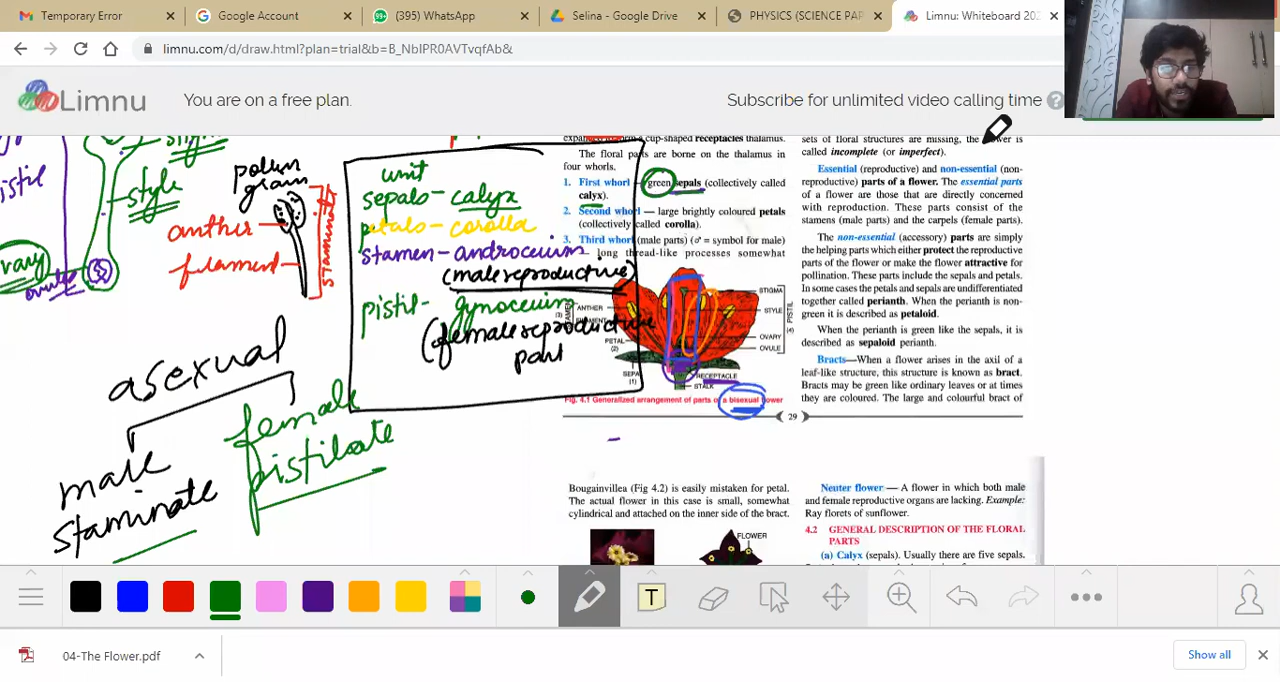 Temporary Error
Google Account
(395) WhatsApp
Selina - Google Drive
PHYSICS (SCIENCE PAP
Limnu: Whiteboard 202
limnu.com/d/draw.html?plan=trial&b=B_NbIPR0AVTvqfAb&
Limnu
You are on a free plan.
Subscribe for unlimited video calling time
style
pollen
grain
anther
filament
staminate
unit
sepals - calyx
petals - corolla
stamen - androceuim
(male reproductive)
pistil - gynoceuim
(female reproductive
part
asexual
male
staminate
female
pistilate
cup-shaped receptacles thalamus.
The floral parts are borne on the thalamus in
four whorls.
1. First whorl — green sepals (collectively called
calyx).
2. Second whorl — large brightly coloured petals
(collectively called corolla).
3. Third whorl (male parts) (♂ = symbol for male)
long thread-like processes somewhat
STIGMA
ANTHER
STYLE
PISTIL
PETAL
(2)
OVARY
OVULE
(1)
RECEPTACLE
STALK
Fig. 4.1 Generalized arrangement of parts of a bisexual flower
sets of floral structures are missing, the flower is
called incomplete (or imperfect).
Essential (reproductive) and non-essential (non-
reproductive) parts of a flower. The essential parts
of a flower are those that are directly concerned
with reproduction. These parts consist of the
stamens (male parts) and the carpels (female parts).
The non-essential (accessory) parts are simply
the helping parts which either protect the reproductive
parts of the flower or make the flower attractive for
pollination. These parts include the sepals and petals.
In some cases the petals and sepals are undifferentiated
together called perianth. When the perianth is non-
green it is described as petaloid.
When the perianth is green like the sepals, it is
described as sepaloid perianth.
Bracts—When a flower arises in the axil of a
leaf-like structure, this structure is known as bract.
Bracts may be green like ordinary leaves or at times
they are coloured. The large and colourful bract of
29
Bougainvillea (Fig 4.2) is easily mistaken for petal.
The actual flower in this case is small, somewhat
cylindrical and attached on the inner side of the bract.
FLOWER
Neuter flower — A flower in which both male
and female reproductive organs are lacking. Example:
Ray florets of sunflower.
4.2 GENERAL DESCRIPTION OF THE FLORAL
PARTS
(a) Calyx (sepals). Usually there are five sepals.
T
04-The Flower.pdf
Show all